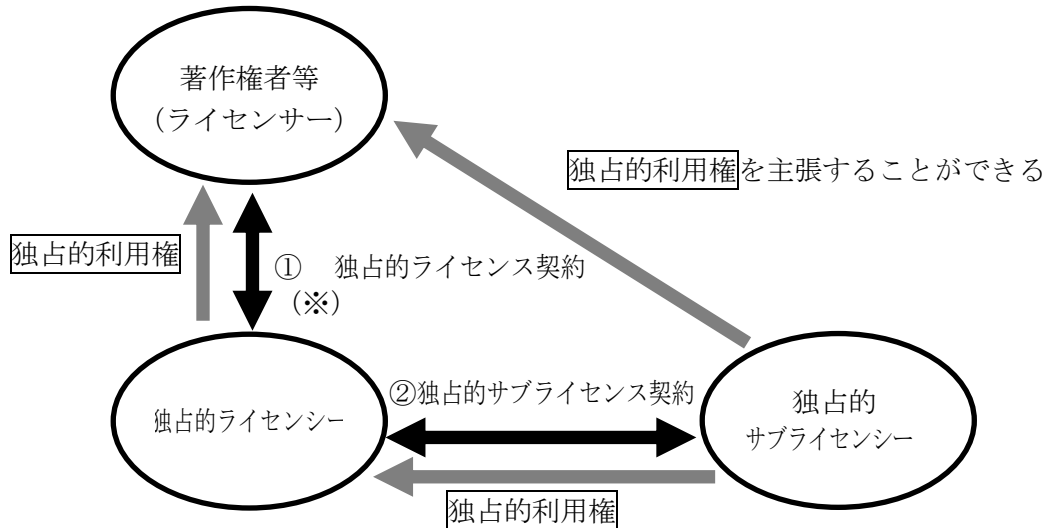 著作権者等
（ライセンサー）
独占的利用権を主張することができる
独占的利用権
①　独占的ライセンス契約
（※）
②独占的サブライセンス契約
独占的ライセンシー
独占的
サブライセンシー
独占的利用権